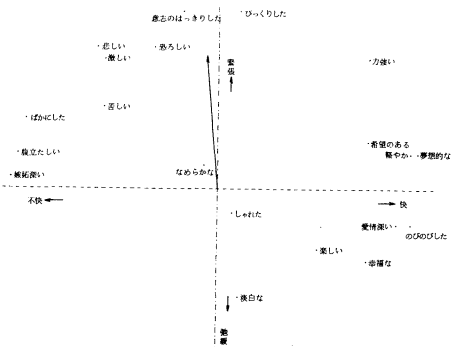 意志のはっきりした
・びっくりした
・悲しい
・激しい
・恐ろしい
緊張
・力強い
・苦しい
・ばかにした
・希望のある
軽やか・
・夢想的な
・腹立たしい
なめらかな
・嫉妬深い
不快
快
・しゃれた
愛情深い・
のびのびした
・楽しい
・幸福な
・淡白な
弛緩